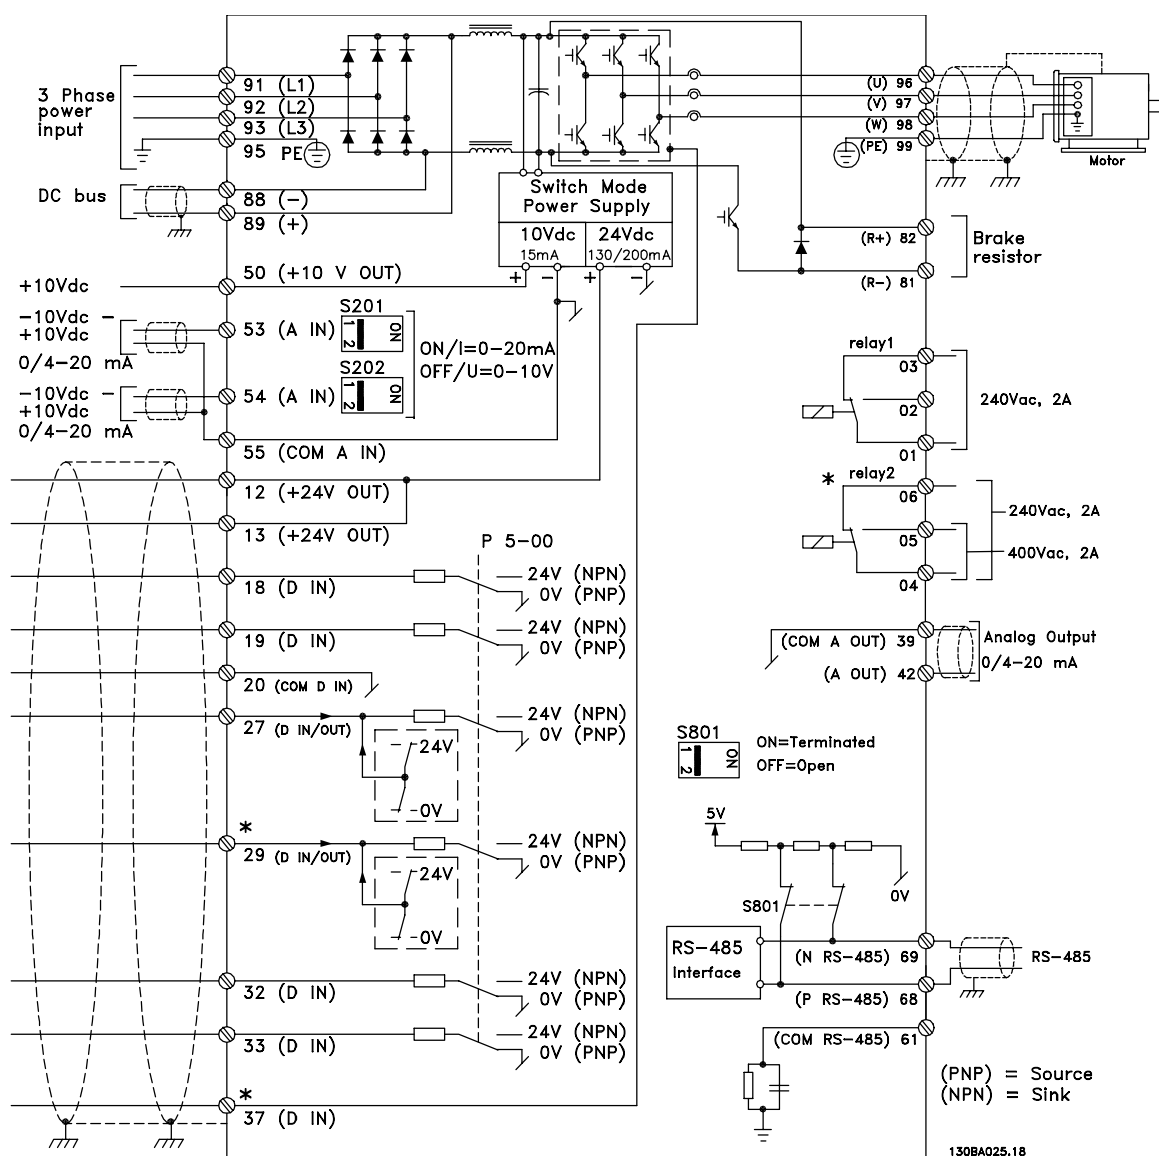 3 Phase
power
input
91 (L1)
92 (L2)
93 (L3)
95 PE
DC bus
88 (−)
89 (+)
+10Vdc
50 (+10 V OUT)
−10Vdc −
+10Vdc
0/4−20 mA
53 (A IN)
S201
1 2
ON
−10Vdc −
+10Vdc
0/4−20 mA
54 (A IN)
S202
1 2
ON
ON/I=0−20mA
OFF/U=0−10V
55 (COM A IN)
12 (+24V OUT)
13 (+24V OUT)
P 5-00
18 (D IN)
24V (NPN)
0V (PNP)
19 (D IN)
24V (NPN)
0V (PNP)
20 (COM D IN)
27 (D IN/OUT)
24V (NPN)
0V (PNP)
24V
0V
*
29 (D IN/OUT)
24V (NPN)
0V (PNP)
24V
0V
32 (D IN)
24V (NPN)
0V (PNP)
33 (D IN)
24V (NPN)
0V (PNP)
*
37 (D IN)
Switch Mode
Power Supply
10Vdc
15mA
24Vdc
130/200mA
+ − + −
(U) 96
(V) 97
(W) 98
(PE) 99
Motor
(R+) 82
(R−) 81
Brake
resistor
relay1
03
02
01
240Vac, 2A
*
relay2
06
05
04
240Vac, 2A
400Vac, 2A
(COM A OUT) 39
(A OUT) 42
Analog Output
0/4−20 mA
S801
1 2
ON
ON=Terminated
OFF=Open
5V
0V
S801
RS−485
Interface
(N RS−485) 69
(P RS−485) 68
RS−485
(COM RS−485) 61
(PNP) = Source
(NPN) = Sink
130BA025.18